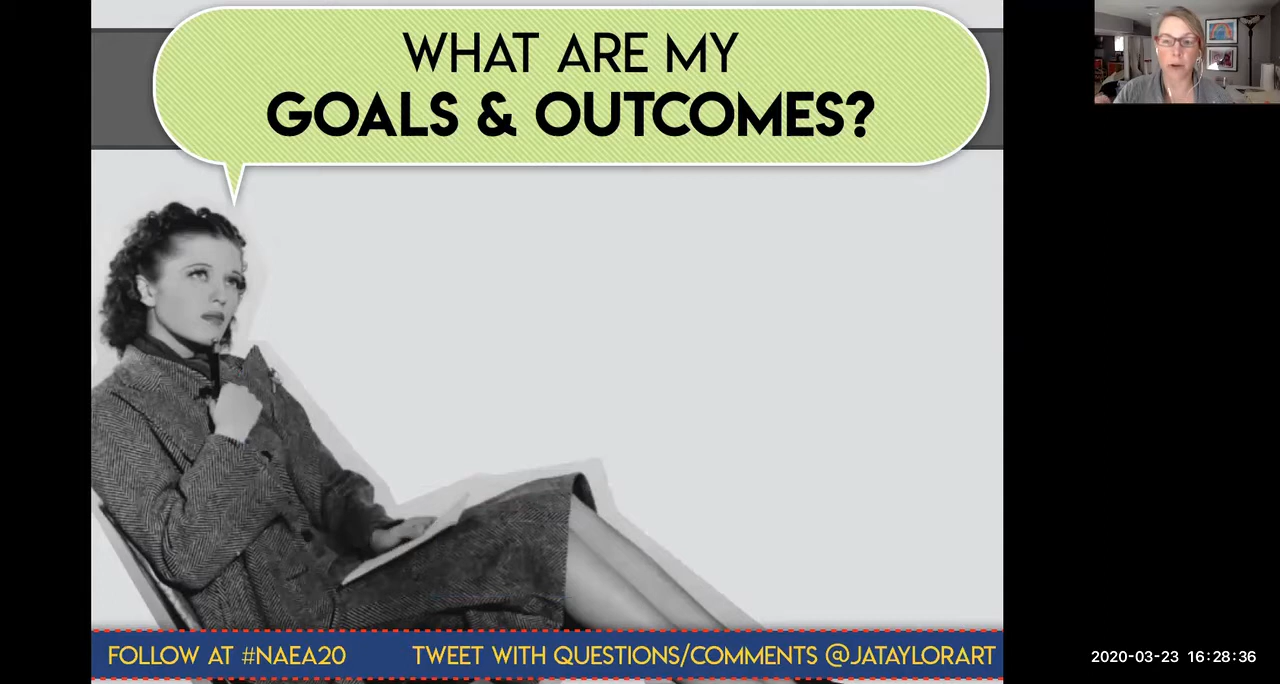 WHAT ARE MY
GOALS & OUTCOMES?
FOLLOW AT #NAEA20
TWEET WITH QUESTIONS/COMMENTS @JATAYLORART
2020-03-23 16:28:36